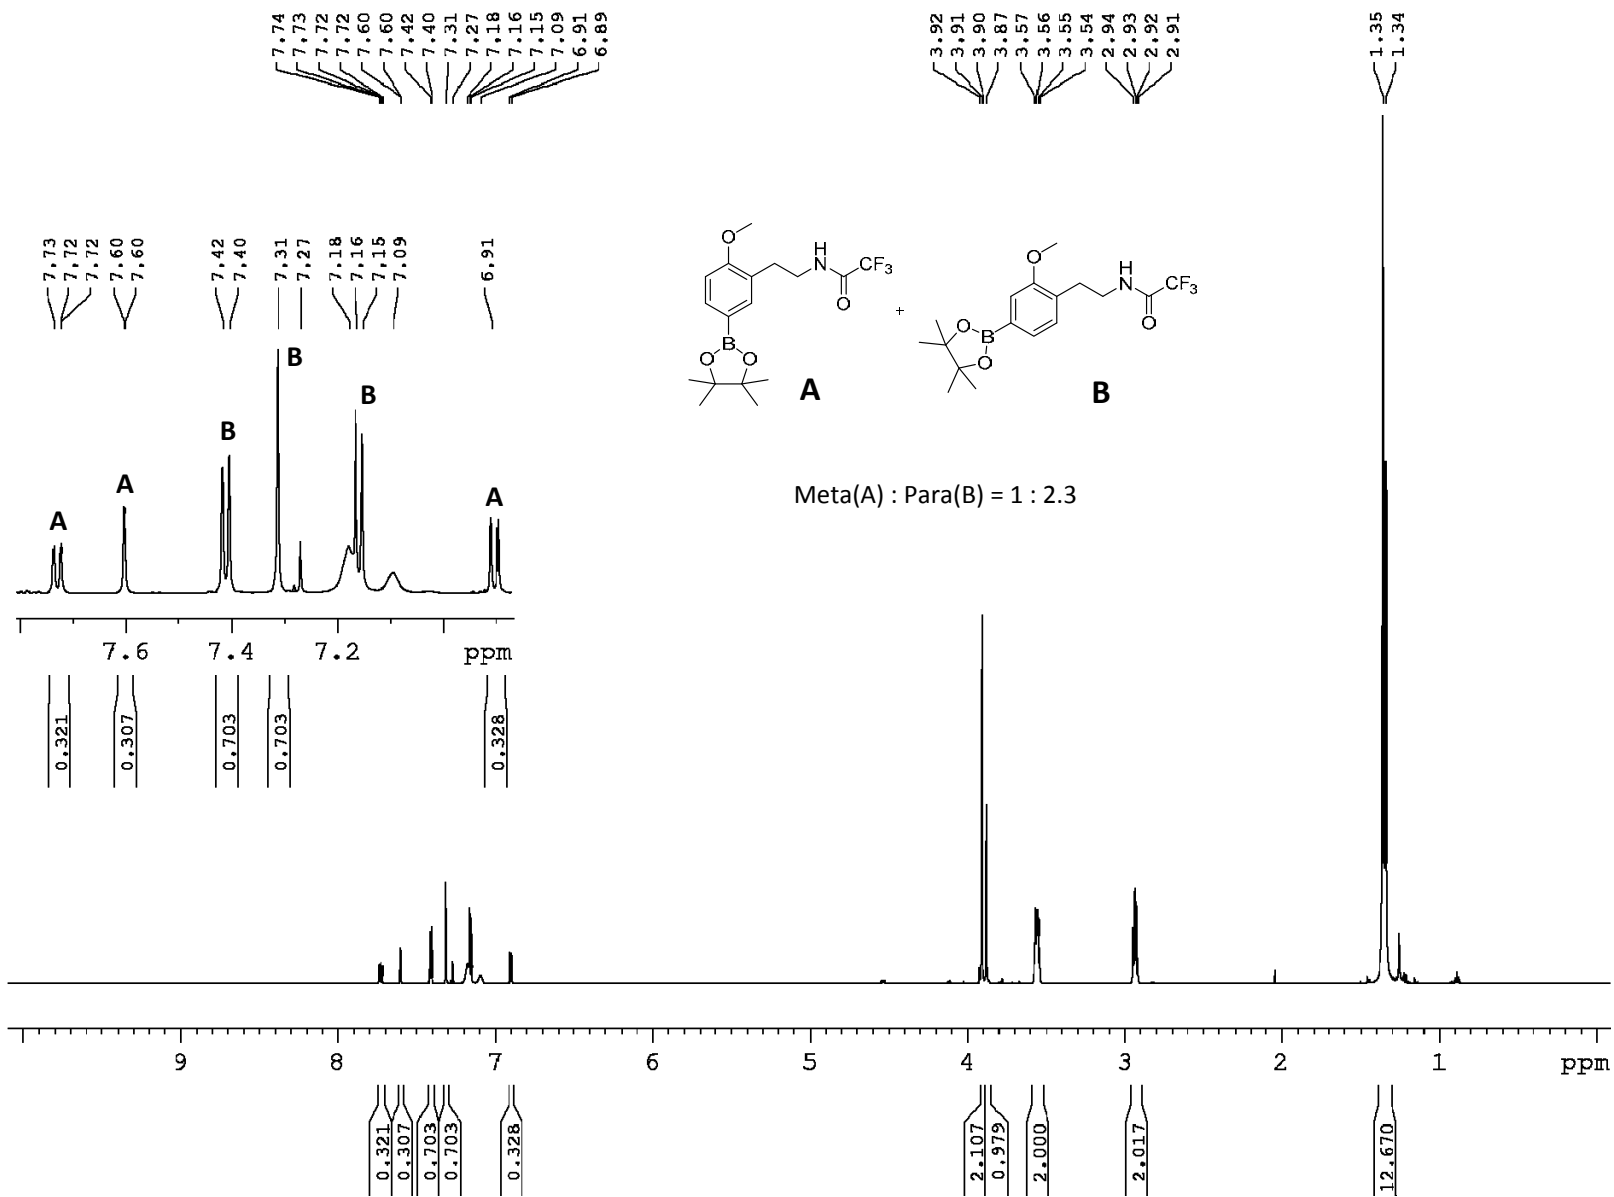 7.74 7.73 7.72 7.72 7.60 7.60 7.42 7.40 7.31 7.27 7.18 7.16 7.15 7.09 6.91 6.89
3.92 3.91 3.90 3.87 3.57 3.56 3.55 3.54 2.94 2.93 2.92 2.91
1.35 1.34
7.73 7.72 7.72 7.60 7.60 7.42 7.40 7.31 7.27 7.18 7.16 7.15 7.09 6.91
A A B B B A
7.6 7.4 7.2 ppm
0.321 0.307 0.703 0.703 0.328
O H N CF3 O B O O
A
+
O H N CF3 O O B O
B
Meta(A) : Para(B) = 1 : 2.3
9 8 7 6 5 4 3 2 1 ppm
0.321 0.307 0.703 0.703 0.328 2.107 0.979 2.000 2.017 12.670